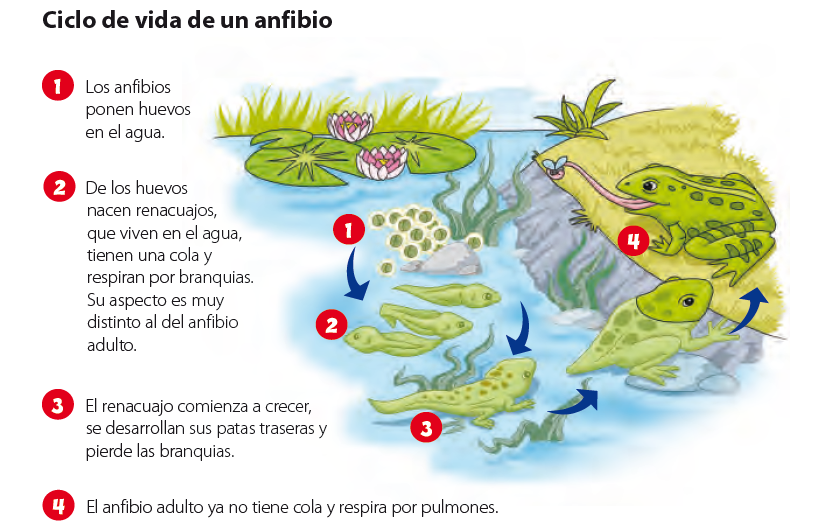 Ciclo de vida de un anfibio
1 Los anfibios
ponen huevos
en el agua.
2 De los huevos
nacen renacuajos,
que viven en el agua,
tienen una cola y
respiran por branquias.
Su aspecto es muy
distinto al del anfibio
adulto.
3 El renacuajo comienza a crecer,
se desarrollan sus patas traseras y
pierde las branquias.
4 El anfibio adulto ya no tiene cola y respira por pulmones.
1
2
3
4